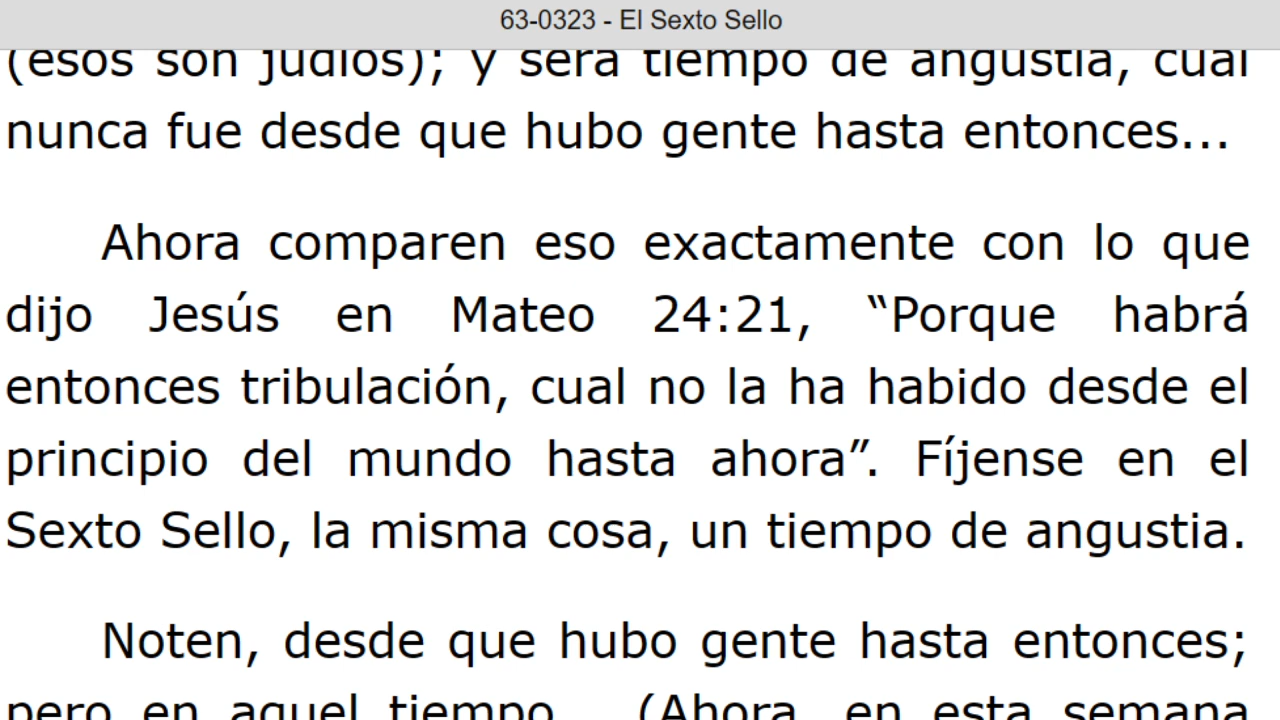 63-0323 - El Sexto Sello
(esos son judíos); y será tiempo de angustia, cual
nunca fue desde que hubo gente hasta entonces...
Ahora comparen eso exactamente con lo que
dijo Jesús en Mateo 24:21, “Porque habrá
entonces tribulación, cual no la ha habido desde el
principio del mundo hasta ahora”. Fíjense en el
Sexto Sello, la misma cosa, un tiempo de angustia.
Noten, desde que hubo gente hasta entonces;
pero en aquel tiempo... (Ahora, en esta semana